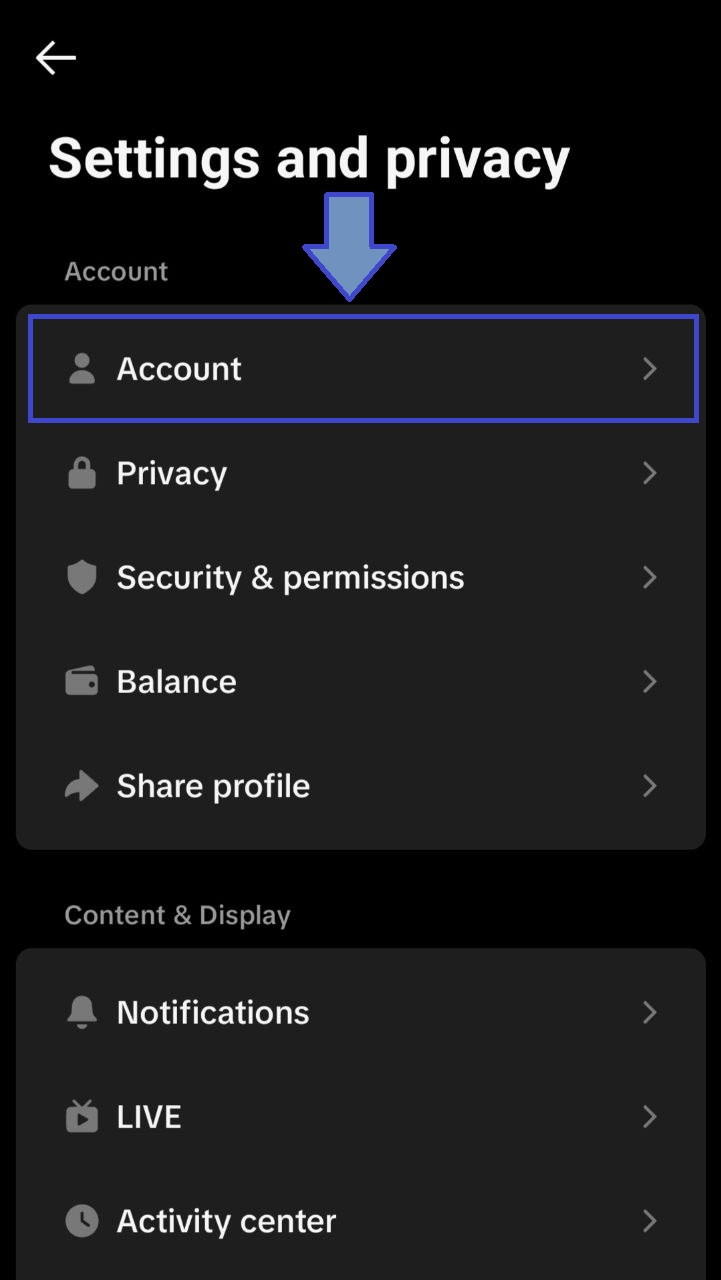 Settings and privacy
Account
Account
Privacy
Security & permissions
Balance
Share profile
Content & Display
Notifications
LIVE
Activity center